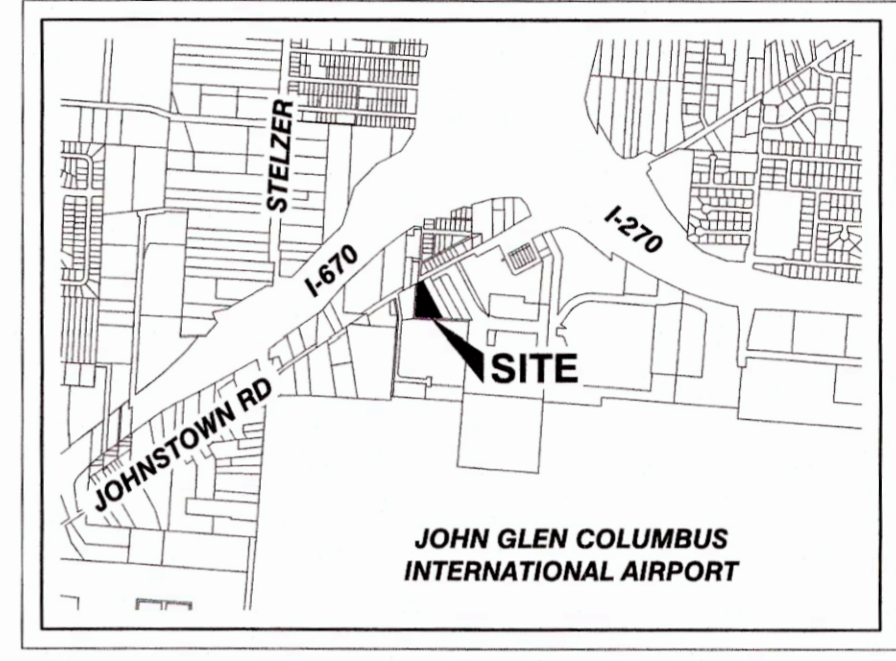 STELZER
I-670
I-270
SITE
JOHNSTOWN RD
JOHN GLEN COLUMBUS
INTERNATIONAL AIRPORT